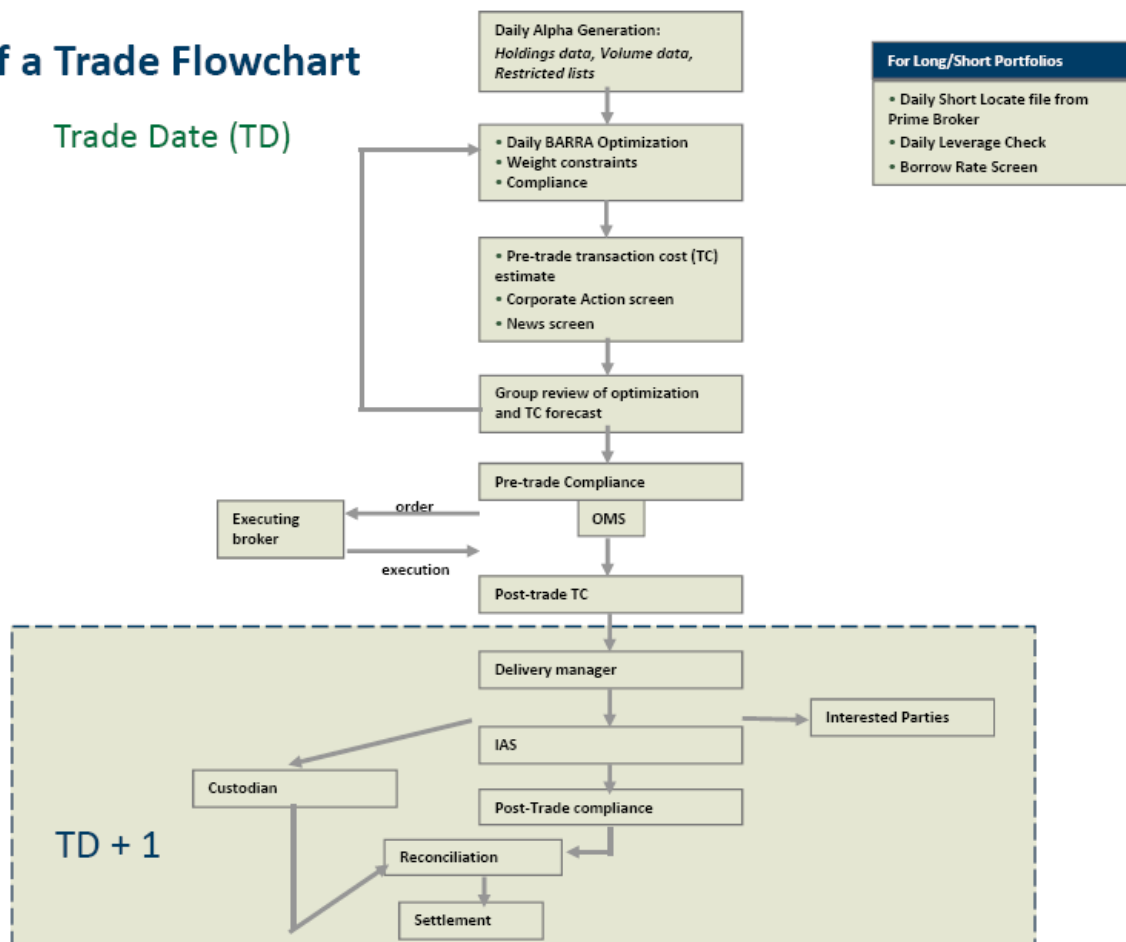 f a Trade Flowchart
Trade Date (TD)
Daily Alpha Generation:
Holdings data, Volume data,
Restricted lists
For Long/Short Portfolios
• Daily Short Locate file from
Prime Broker
• Daily Leverage Check
• Borrow Rate Screen
• Daily BARRA Optimization
• Weight constraints
• Compliance
• Pre-trade transaction cost (TC)
estimate
• Corporate Action screen
• News screen
Group review of optimization
and TC forecast
Pre-trade Compliance
order
OMS
Executing
broker
execution
Post-trade TC
Delivery manager
Interested Parties
IAS
Custodian
Post-Trade compliance
TD + 1
Reconciliation
Settlement